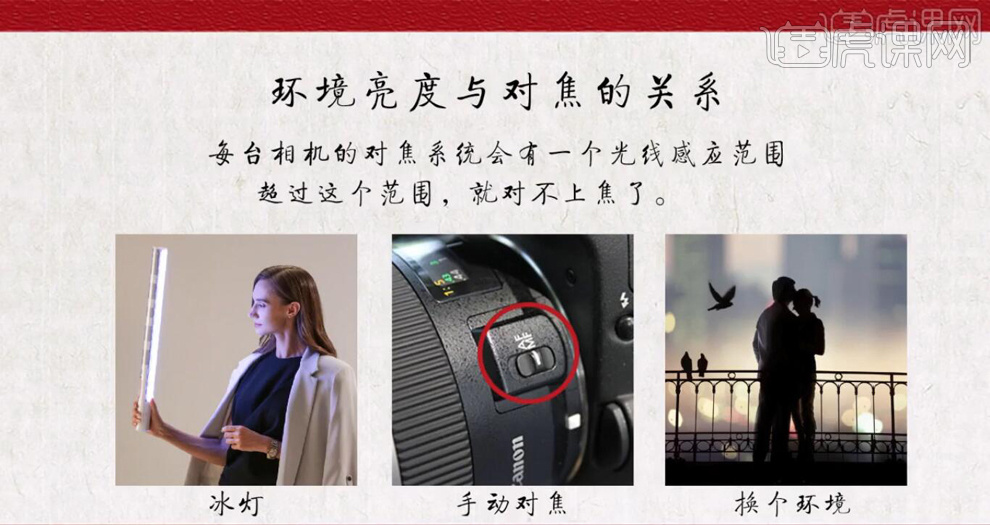 虎课网
环境亮度与对焦的关系
每台相机的对焦系统会有一个光线感应范围
超过这个范围，就对不上焦了。
AF
MF
Canon
冰灯
手动对焦
换个环境